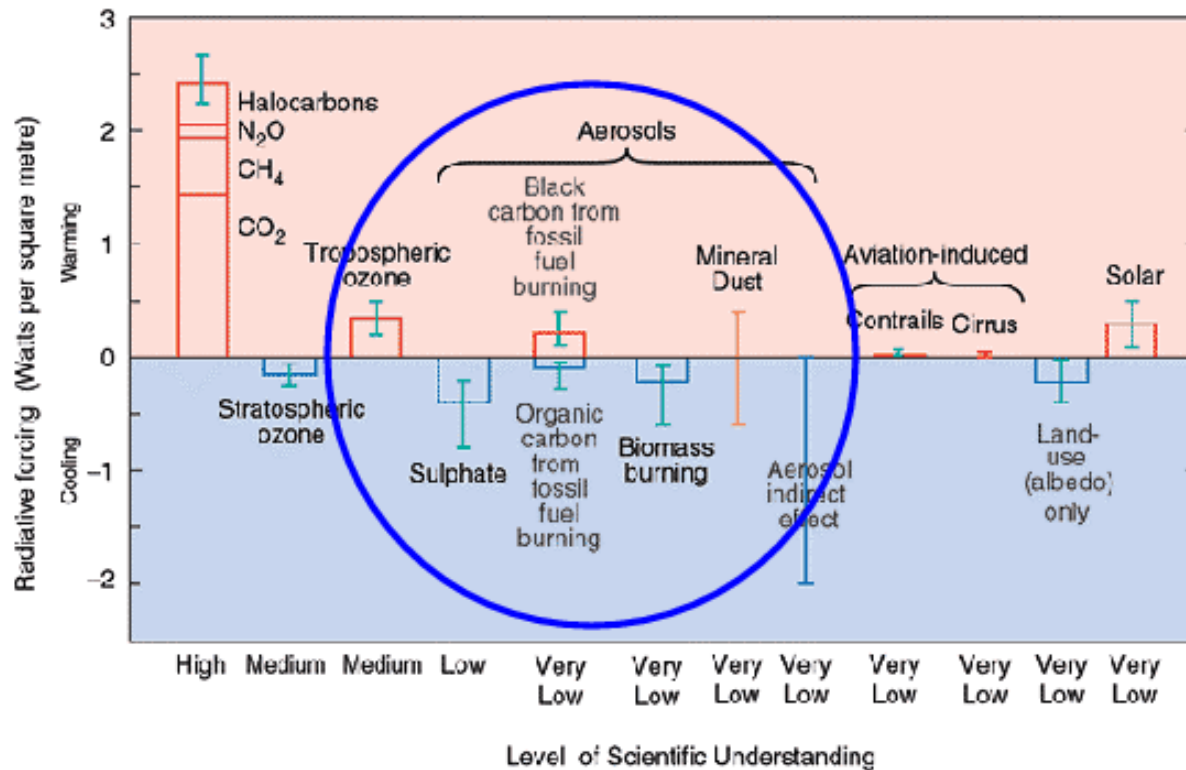 3
2
1
0
−1
−2
Radiative forcing (Watts per square metre)
Warming
Cooling
Halocarbons
N₂O
CH₄
CO₂
Stratospheric
ozone
Tropospheric
ozone
Aerosols
Sulphate
Black
carbon from
fossil
fuel
burning
Organic
carbon
from
fossil
fuel
burning
Biomass
burning
Mineral
Dust
Aerosol
indirect
effect
Aviation-induced
Contrails
Cirrus
Land-
use
(albedo)
only
Solar
High
Medium
Medium
Low
Very
Low
Very
Low
Very
Low
Very
Low
Very
Low
Very
Low
Very
Low
Very
Low
Level of Scientific Understanding